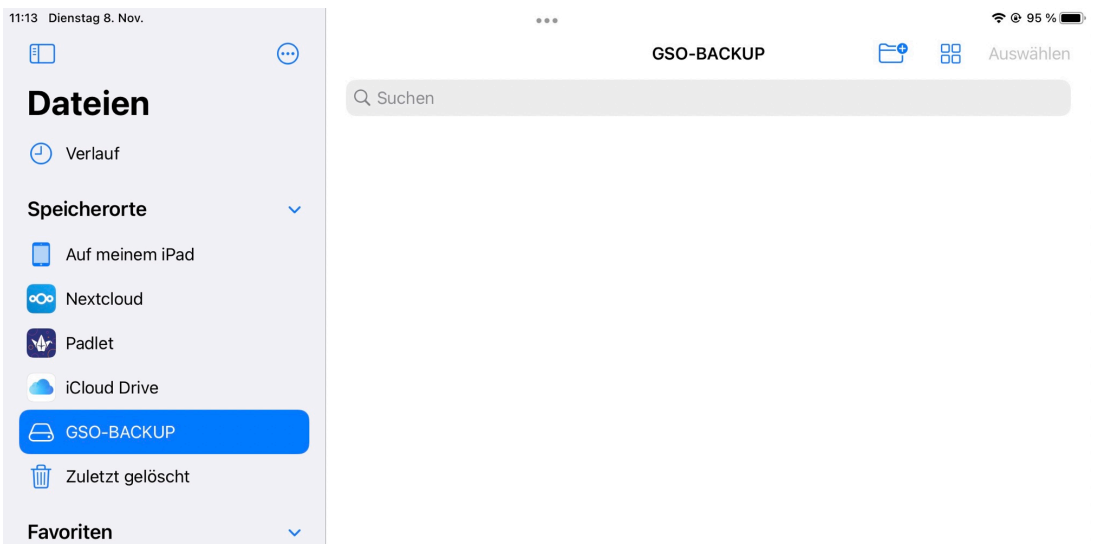 11:13 Dienstag 8. Nov.
95 %
Dateien
Verlauf
Speicherorte
Auf meinem iPad
Nextcloud
Padlet
iCloud Drive
GSO-BACKUP
Zuletzt gelöscht
Favoriten
GSO-BACKUP
Auswählen
Suchen